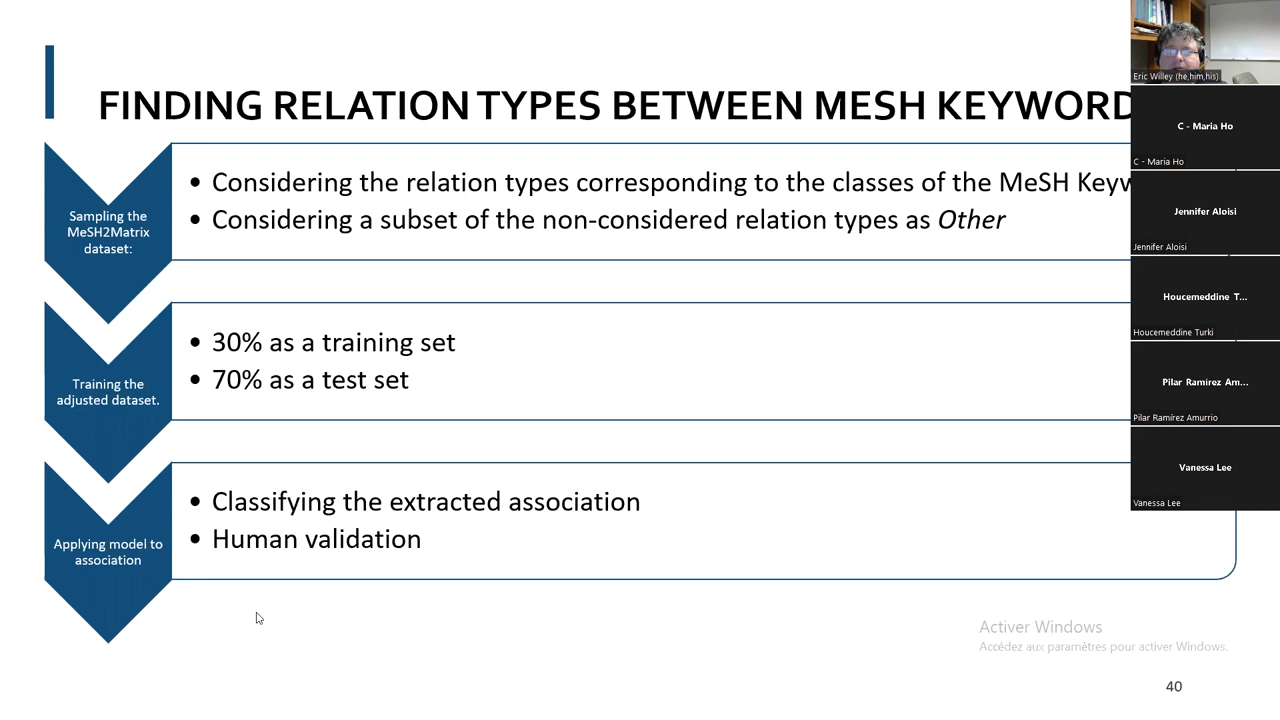 FINDING RELATION TYPES BETWEEN MESH KEYWORD
Sampling the
MeSH2Matrix
dataset:
• Considering the relation types corresponding to the classes of the MeSH Keyw
• Considering a subset of the non-considered relation types as Other
Training the
adjusted dataset.
• 30% as a training set
• 70% as a test set
Applying model to
association
• Classifying the extracted association
• Human validation
Eric Willey (he,him,his)
C - Maria Ho
C - Maria Ho
Jennifer Aloisi
Jennifer Aloisi
Houcemeddine T...
Houcemeddine Turki
Pilar Ramírez Am...
Pilar Ramírez Amurrio
Vanessa Lee
Vanessa Lee
Activer Windows
Accédez aux paramètres pour activer Windows.
40